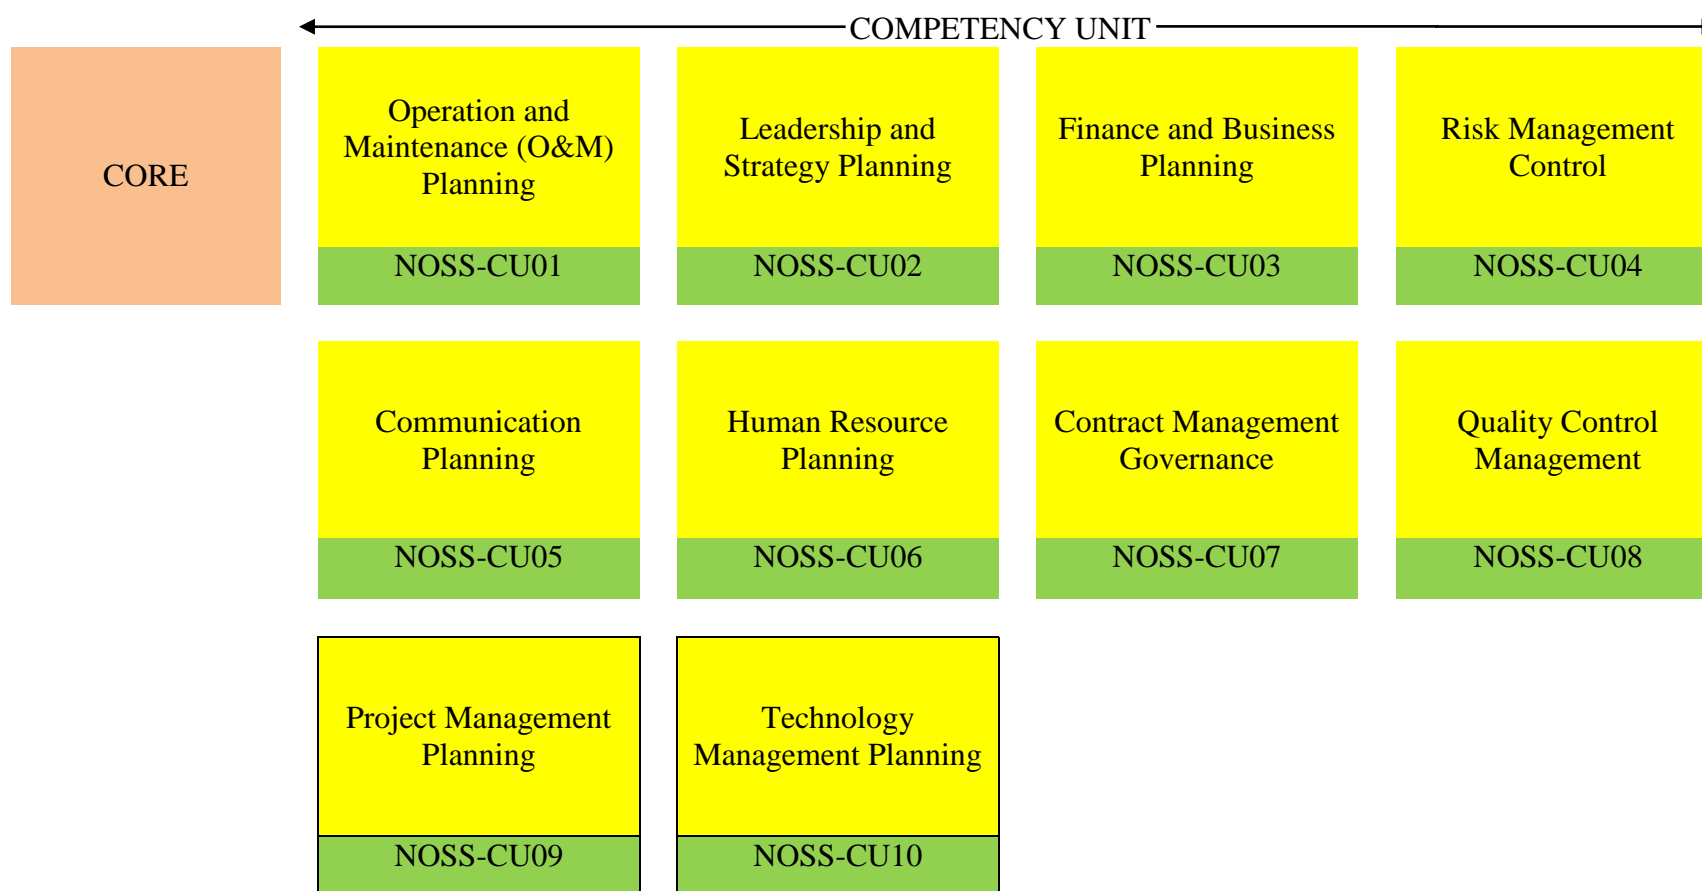 COMPETENCY UNIT
CORE
Operation and
Maintenance (O&M)
Planning
NOSS-CU01
Leadership and
Strategy Planning
NOSS-CU02
Finance and Business
Planning
NOSS-CU03
Risk Management
Control
NOSS-CU04
Communication
Planning
NOSS-CU05
Human Resource
Planning
NOSS-CU06
Contract Management
Governance
NOSS-CU07
Quality Control
Management
NOSS-CU08
Project Management
Planning
NOSS-CU09
Technology
Management Planning
NOSS-CU10